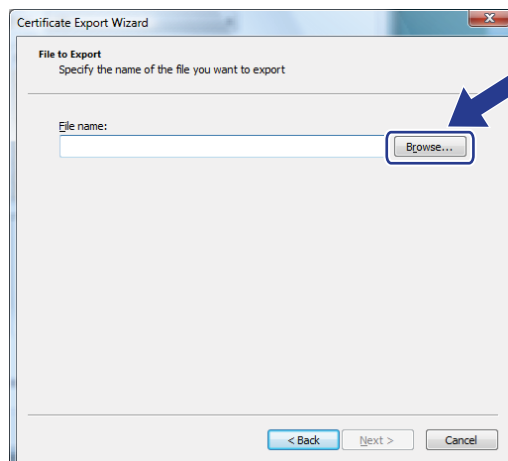 Certificate Export Wizard
File to Export
Specify the name of the file you want to export
File name:
Browse...
< Back Next > Cancel